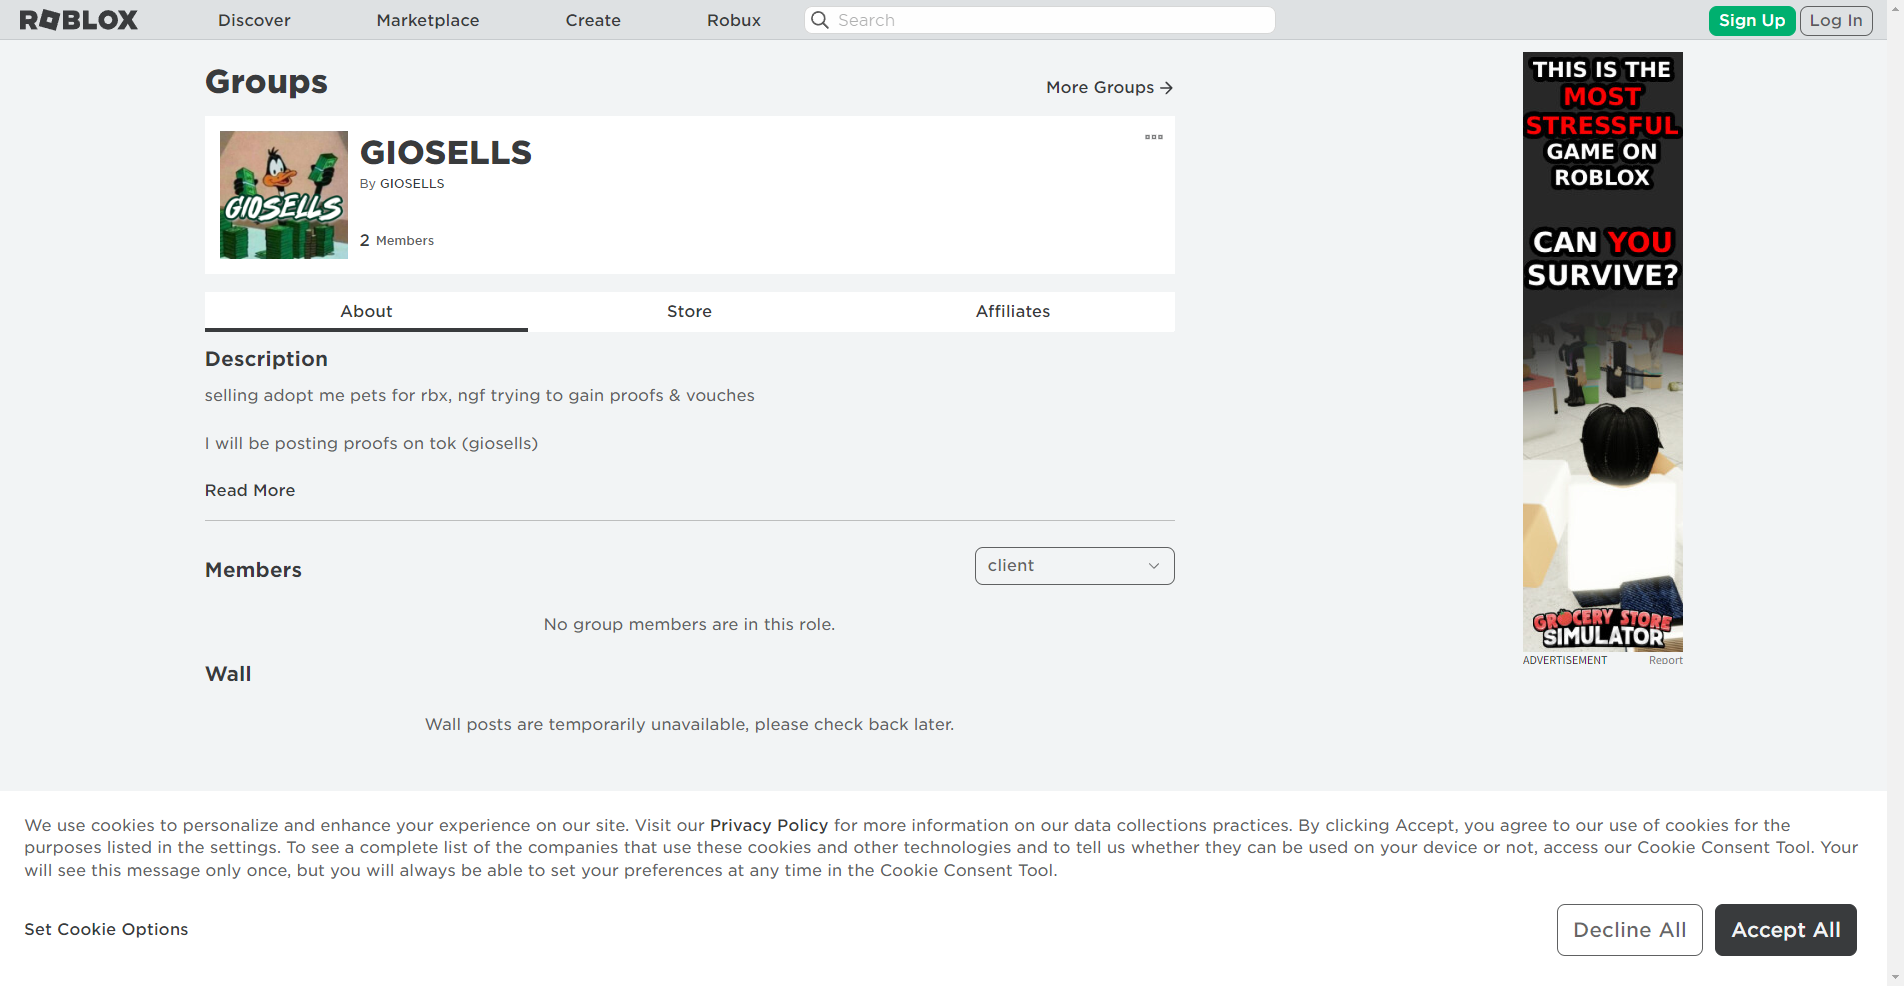 ROBLOX
Discover
Marketplace
Create
Robux
Search
Sign Up
Log In
Groups
More Groups
GIOSELLS
GIOSELLS
By GIOSELLS
2 Members
About
Store
Affiliates
Description
selling adopt me pets for rbx, ngf trying to gain proofs & vouches
I will be posting proofs on tok (giosells)
Read More
Members
client
No group members are in this role.
Wall
Wall posts are temporarily unavailable, please check back later.
THIS IS THE
MOST
STRESSFUL
GAME ON
ROBLOX
CAN YOU
SURVIVE?
GROCERY STORE
SIMULATOR
ADVERTISEMENT
Report
We use cookies to personalize and enhance your experience on our site. Visit our Privacy Policy for more information on our data collections practices. By clicking Accept, you agree to our use of cookies for the
purposes listed in the settings. To see a complete list of the companies that use these cookies and other technologies and to tell us whether they can be used on your device or not, access our Cookie Consent Tool. Your
will see this message only once, but you will always be able to set your preferences at any time in the Cookie Consent Tool.
Set Cookie Options
Decline All
Accept All